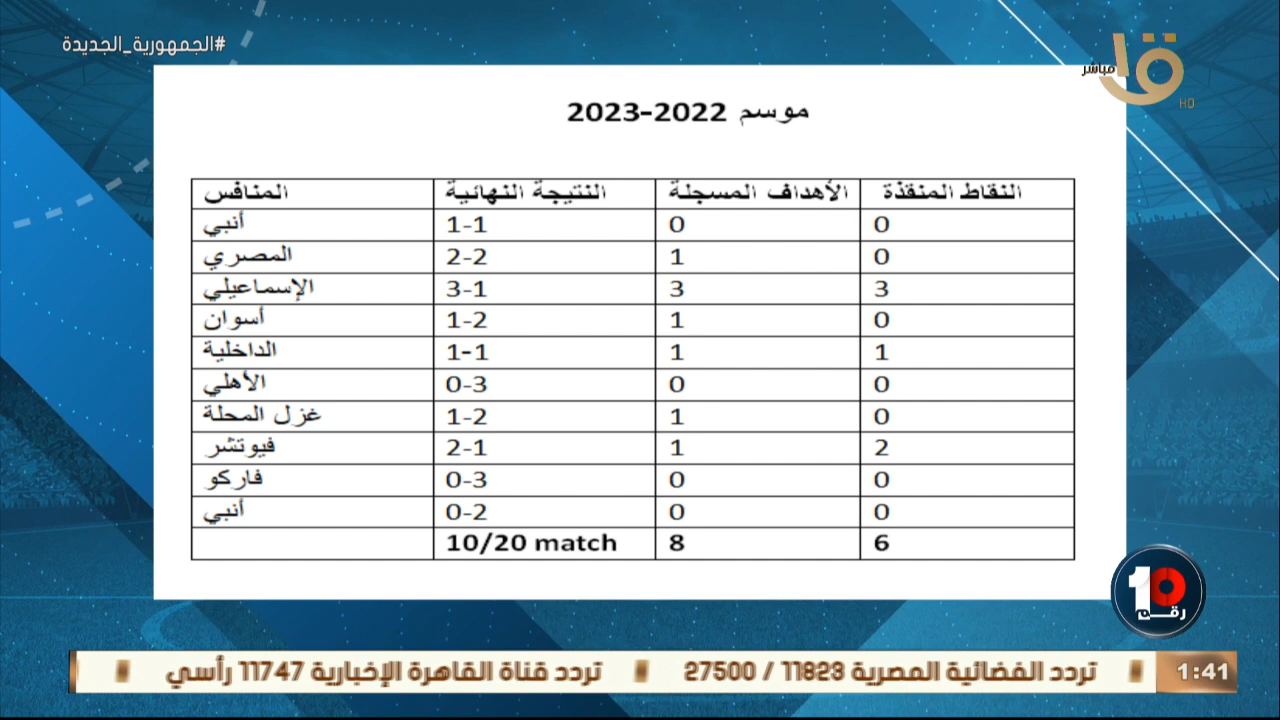 #الجمهورية_الجديدة
مباشر
HD
موسم 2022-2023
المنافس النتيجة النهائية الأهداف المسجلة النقاط المنقذة
أنبي 1-1 0 0
المصري 2-2 1 0
الإسماعيلي 3-1 3 3
أسوان 1-2 1 0
الداخلية 1-1 1 1
الأهلي 0-3 0 0
غزل المحلة 1-2 1 0
فيوتشر 2-1 1 2
فاركو 0-3 0 0
أنبي 0-2 0 0
10/20 match 8 6
رقم 10
1:41 تردد الفضائية المصرية 11823 / 27500 تردد قناة القاهرة الإخبارية 11747 رأسي